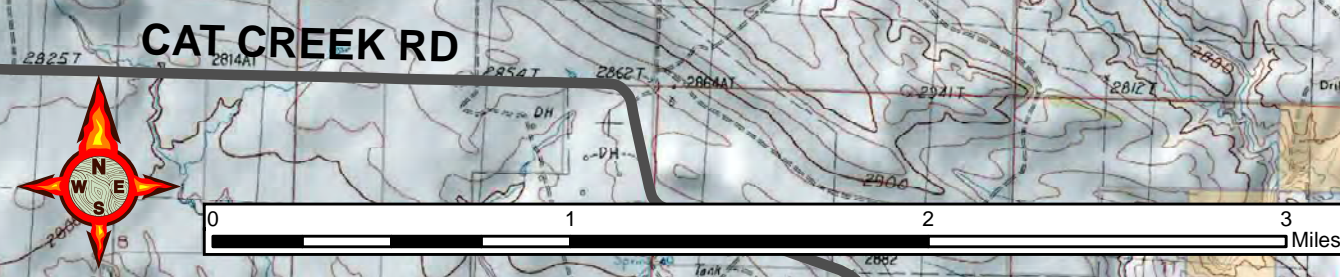 CAT CREEK RD
2825T
2814AT
2854T
2862T
2864AT
2941T
2812T
2800
DH
DH
2900
N
W E
S
0 1 2 3
Miles
2882
Tank